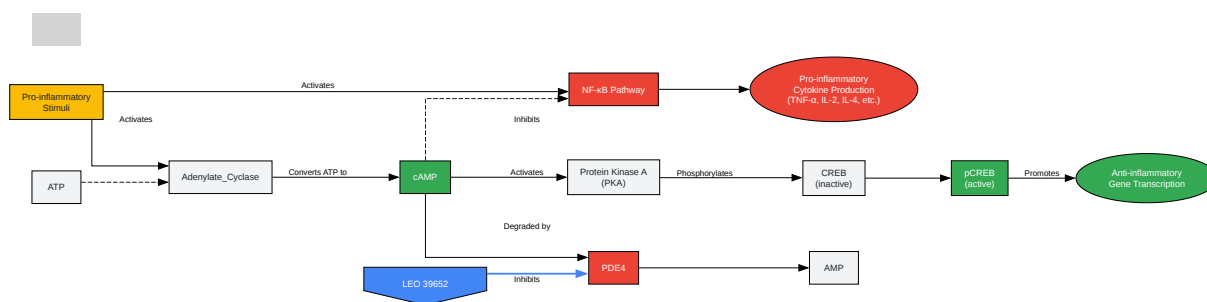 Pro-inflammatory
Stimuli
Activates
Activates
NF-κB Pathway
Pro-inflammatory
Cytokine Production
(TNF-α, IL-2, IL-4, etc.)
Inhibits
ATP
Adenylate_Cyclase
Converts ATP to
cAMP
Activates
Protein Kinase A
(PKA)
Phosphorylates
CREB
(inactive)
pCREB
(active)
Promotes
Anti-inflammatory
Gene Transcription
Degraded by
LEO 39652
Inhibits
PDE4
AMP